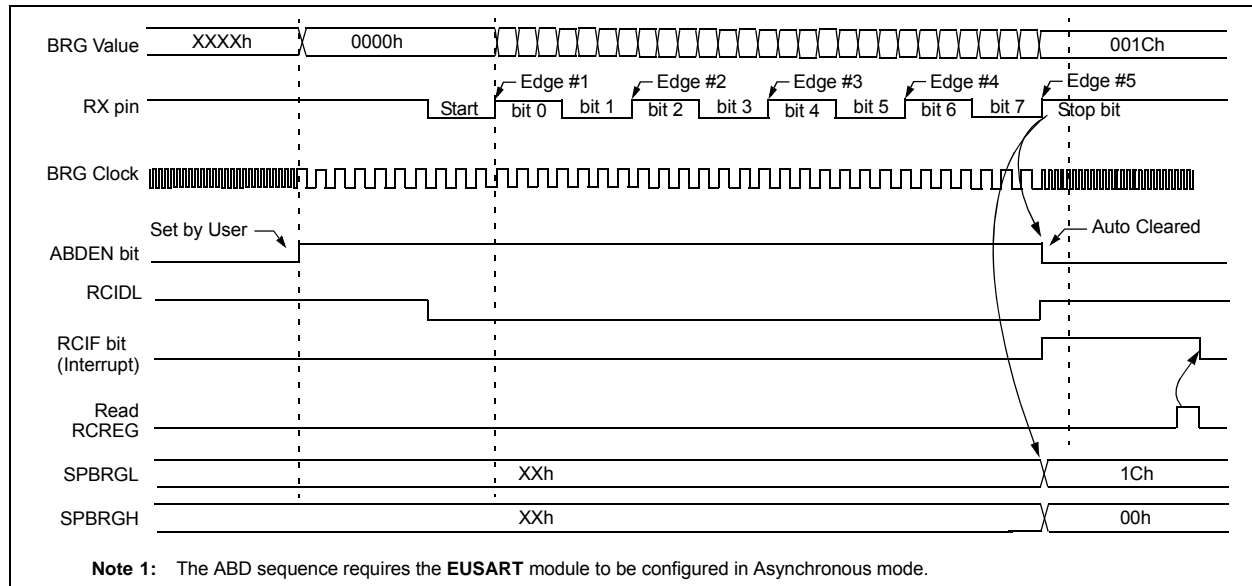 BRG Value XXXXh 0000h 001Ch
Edge #1 Edge #2 Edge #3 Edge #4 Edge #5
RX pin Start bit 0 bit 1 bit 2 bit 3 bit 4 bit 5 bit 6 bit 7 Stop bit
BRG Clock
Set by User Auto Cleared
ABDEN bit
RCIDL
RCIF bit
(Interrupt)
Read
RCREG
SPBRGL XXh 1Ch
SPBRGH XXh 00h
Note 1: The ABD sequence requires the EUSART module to be configured in Asynchronous mode.